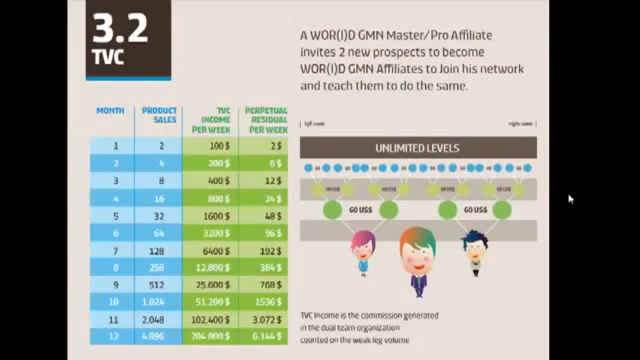 3.2
TVC
A WOR(I)D GMN Master/Pro Affiliate
invites 2 new prospects to become
WOR(I)D GMN Affiliates to Join his network
and teach them to do the same.
MONTH PRODUCT SALES TVC INCOME PER WEEK PERPETUAL RESIDUAL PER WEEK
1 2 100 $ 2 $
2 4 200 $ 6 $
3 8 400 $ 12 $
4 16 800 $ 24 $
5 32 1600 $ 48 $
6 64 3200 $ 96 $
7 128 6400 $ 192 $
8 256 12.800 $ 384 $
9 512 25.600 $ 768 $
10 1.024 51.200 $ 1536 $
11 2.048 102.400 $ 3.072 $
12 4.096 204.800 $ 6.144 $
UNLIMITED LEVELS
60 US$ 60 US$
TVC Income is the commission generated
in the dual team organization
counted on the weak leg volume